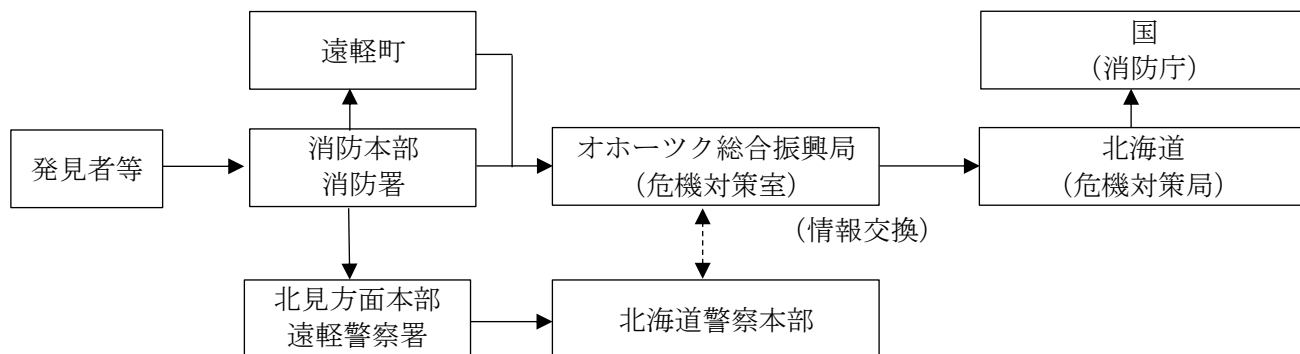 遠軽町
国
（消防庁）
発見者等
消防本部
消防署
オホーツク総合振興局
（危機対策室）
北海道
（危機対策局）
（情報交換）
北見方面本部
遠軽警察署
北海道警察本部